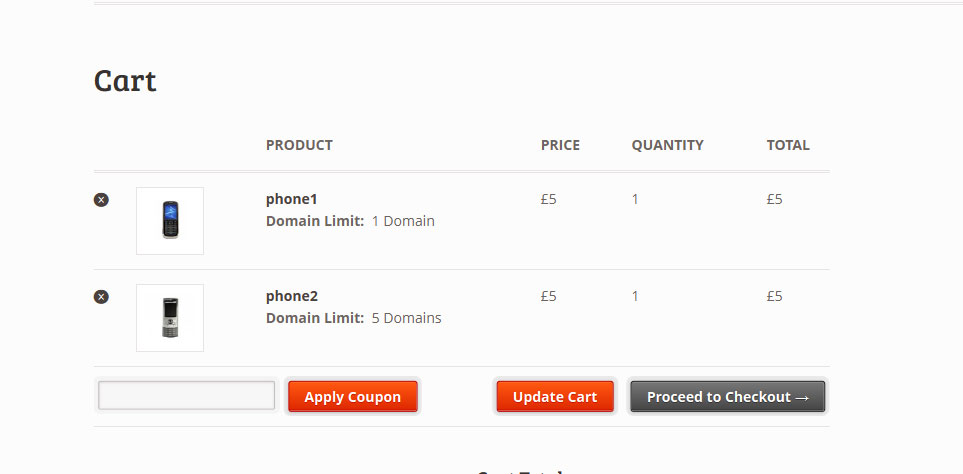 Cart
PRODUCT PRICE QUANTITY TOTAL
phone1 £5 1 £5
Domain Limit: 1 Domain
phone2 £5 1 £5
Domain Limit: 5 Domains
Apply Coupon Update Cart Proceed to Checkout →